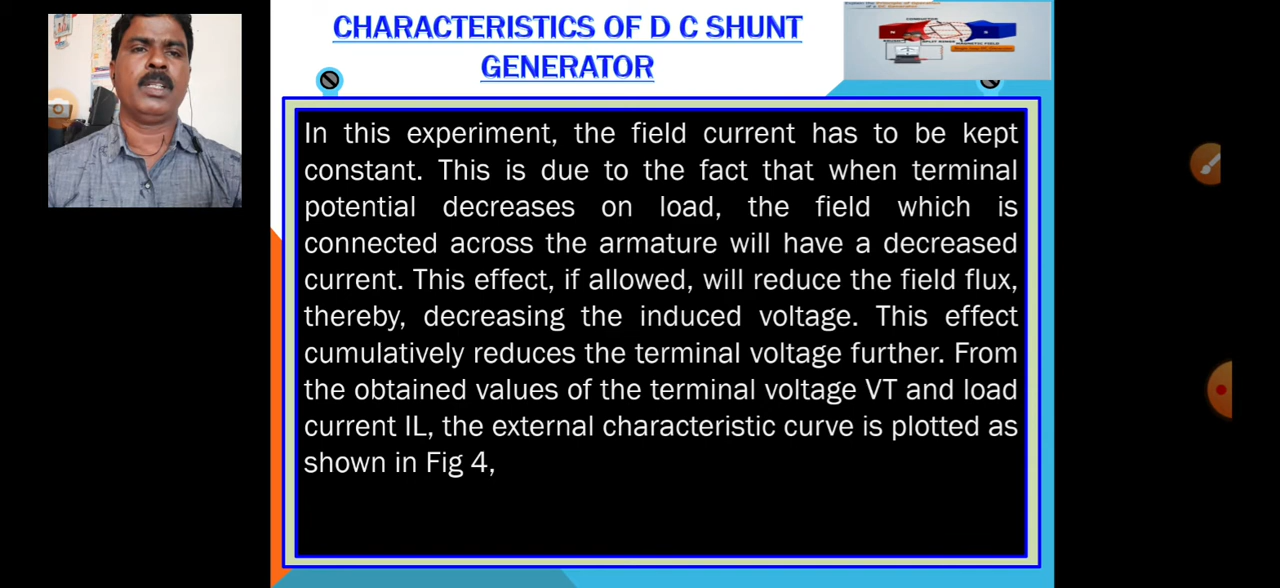 CHARACTERISTICS OF D C SHUNT
GENERATOR
MAGNETIC FIELD
In this experiment, the field current has to be kept
constant. This is due to the fact that when terminal
potential decreases on load, the field which is
connected across the armature will have a decreased
current. This effect, if allowed, will reduce the field flux,
thereby, decreasing the induced voltage. This effect
cumulatively reduces the terminal voltage further. From
the obtained values of the terminal voltage VT and load
current IL, the external characteristic curve is plotted as
shown in Fig 4,